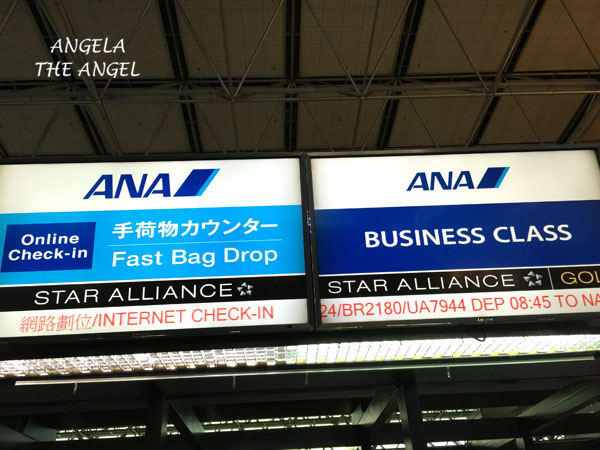 ANGELA
THE ANGEL
ANA
Online
Check-in
手荷物カウンター
Fast Bag Drop
STAR ALLIANCE
網路劃位/INTERNET CHECK-IN
ANA
BUSINESS CLASS
STAR ALLIANCE
24/BR2180/UA7944 DEP 08:45 TO